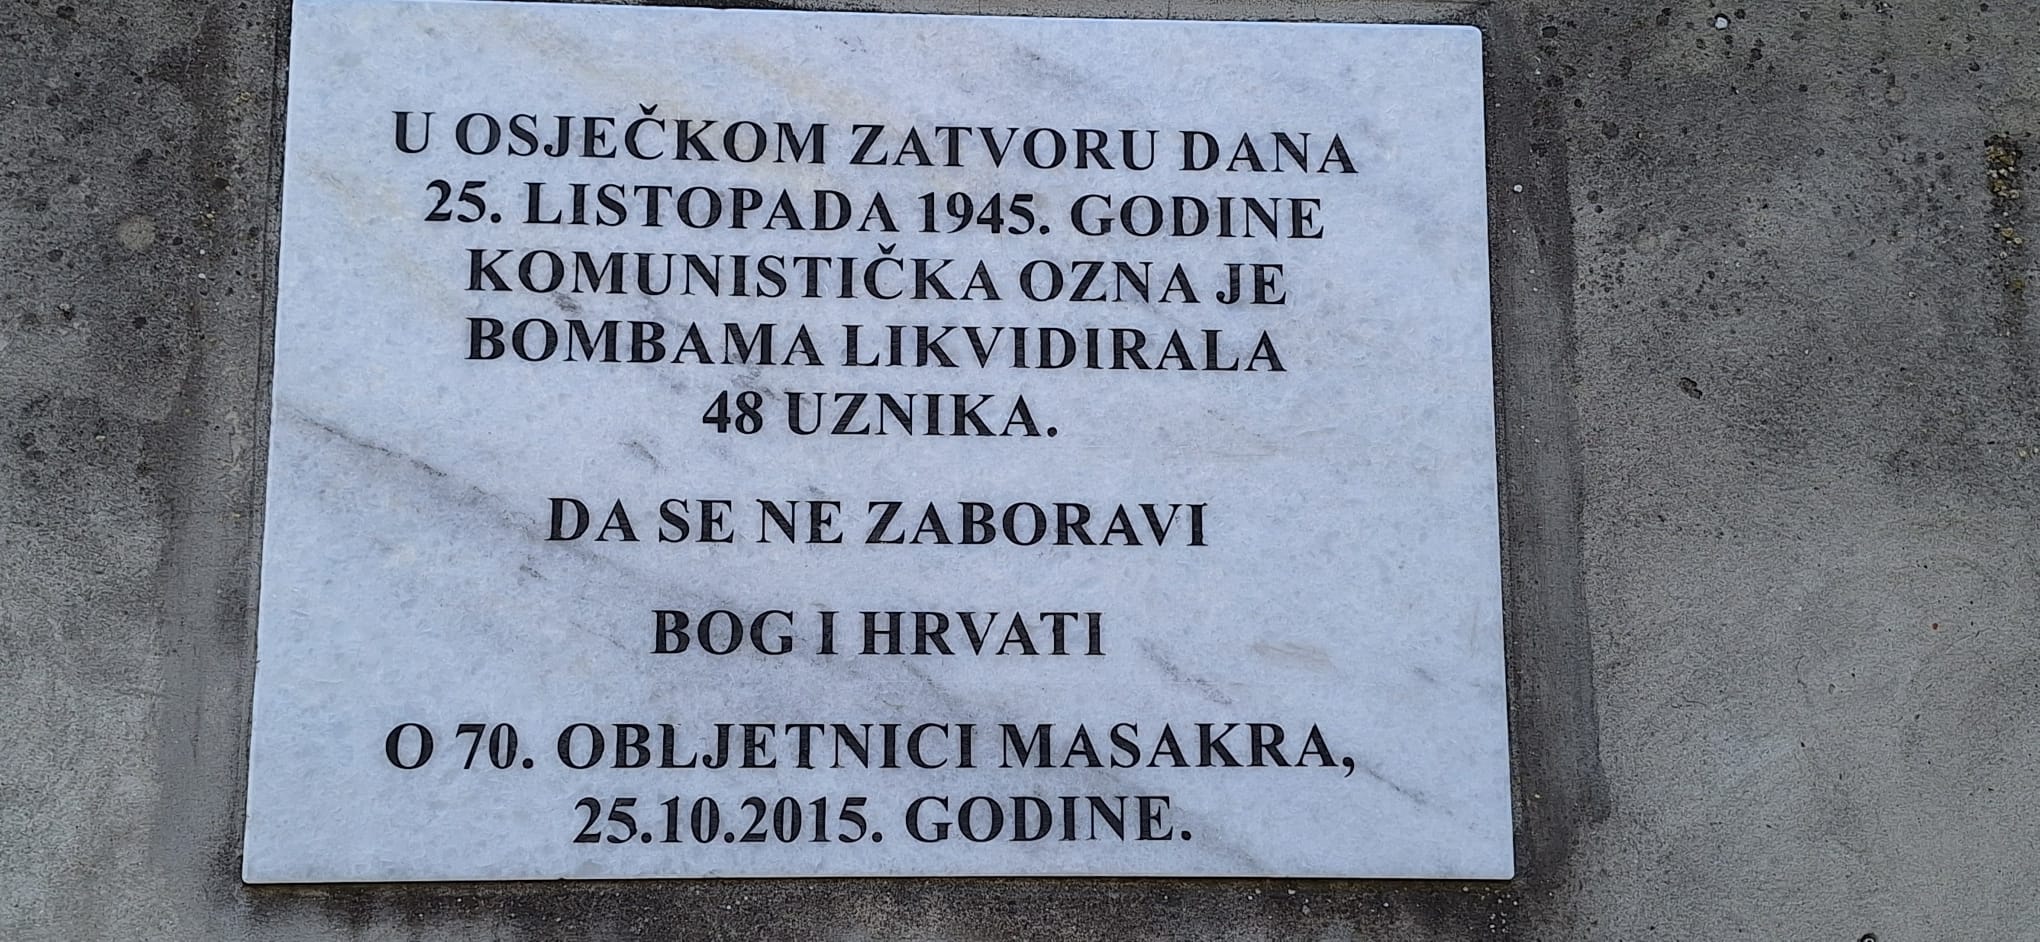 U OSJEČKOM ZATVORU DANA
25. LISTOPADA 1945. GODINE
KOMUNISTIČKA OZNA JE
BOMBAMA LIKVIDIRALA
48 UZNIKA.
DA SE NE ZABORAVI
BOG I HRVATI
O 70. OBLJETNICI MASAKRA,
25.10.2015. GODINE.